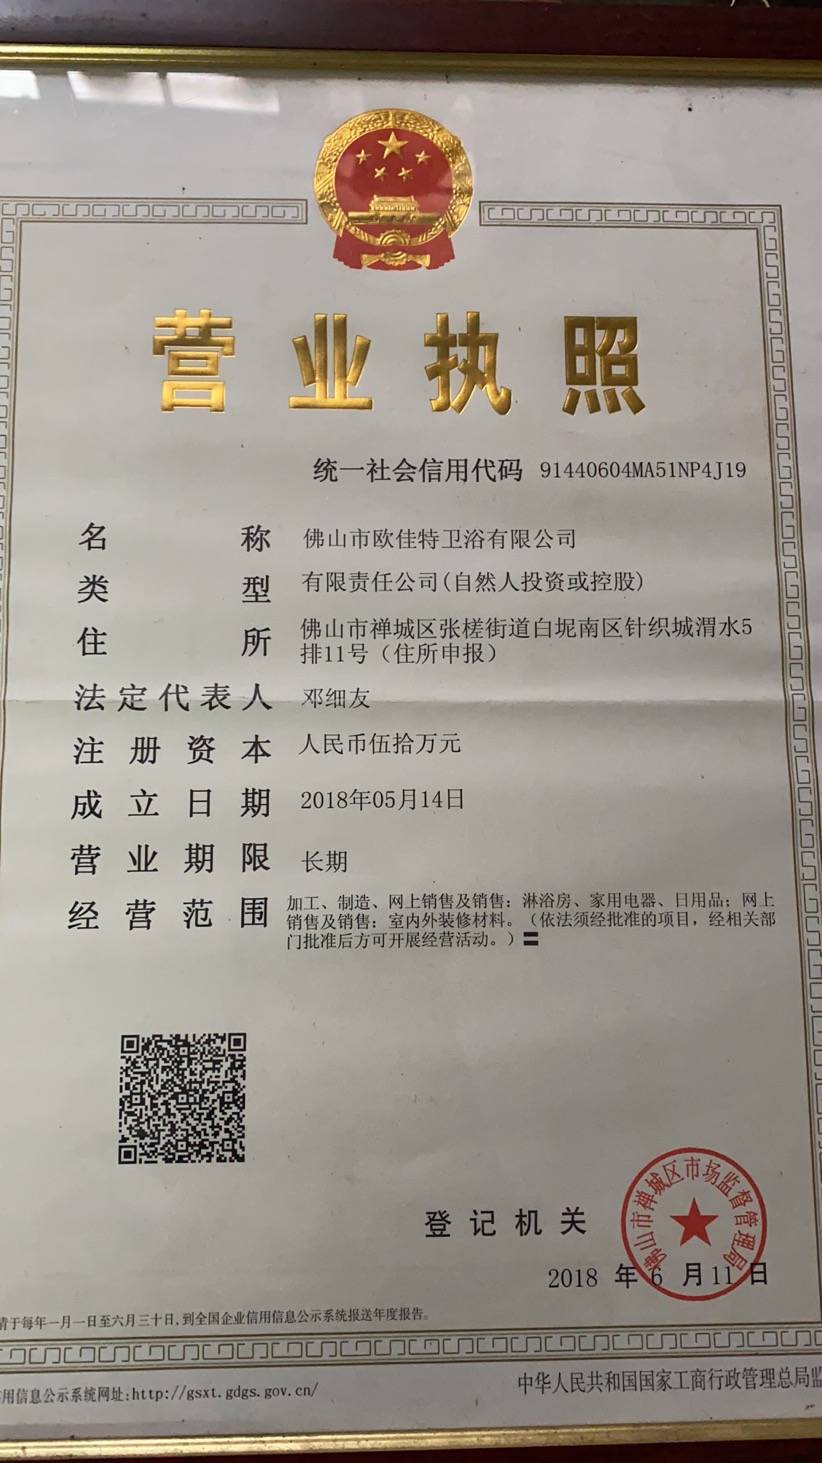 营业执照
统一社会信用代码 91440604MA51NP4J19
名称 佛山市欧佳特卫浴有限公司
类型 有限责任公司(自然人投资或控股)
住所 佛山市禅城区张槎街道白坭南区针织城渭水5
排11号（住所申报）
法定代表人 邓细友
注册资本 人民币伍拾万元
成立日期 2018年05月14日
营业期限 长期
经营范围 加工、制造、网上销售及销售：淋浴房、家用电器、日用品；网上
销售及销售：室内外装修材料。（依法须经批准的项目，经相关部
门批准后方可开展经营活动。）〓
佛山市禅城区市场监督管理局
登记机关
2018 年 6 月 11 日
请于每年一月一日至六月三十日,到全国企业信用信息公示系统报送年度报告。
用信息公示系统网址:http://gsxt.gdgs.gov.cn/
中华人民共和国国家工商行政管理总局监